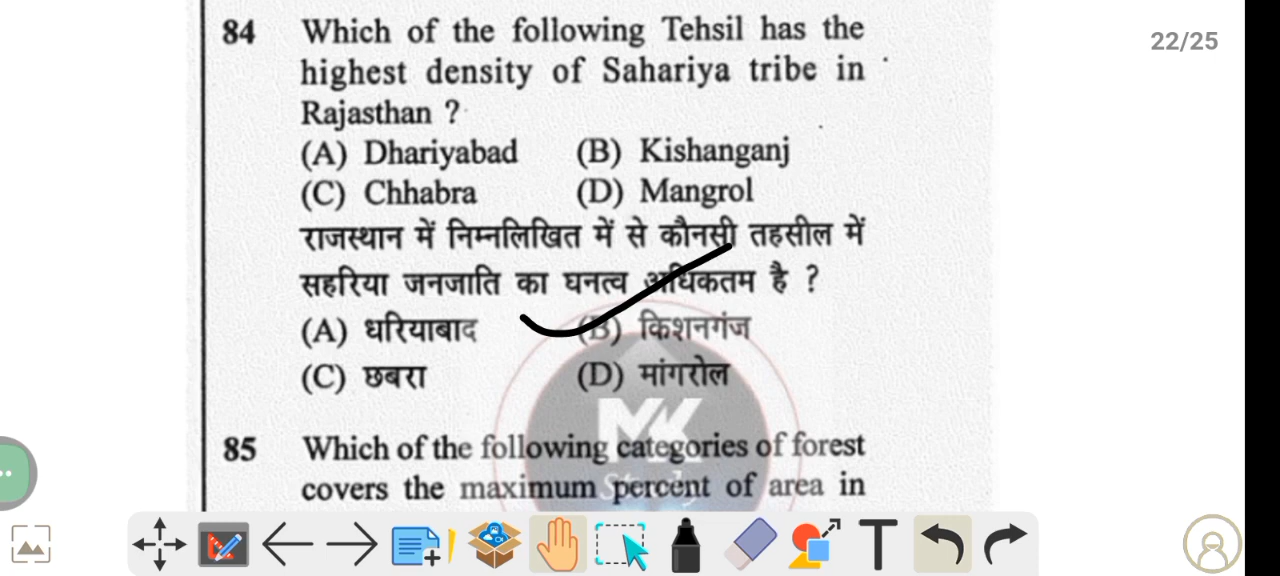 22/25
84 Which of the following Tehsil has the
highest density of Sahariya tribe in
Rajasthan ?
(A) Dhariyabad (B) Kishanganj
(C) Chhabra (D) Mangrol
राजस्थान में निम्नलिखित में से कौनसी तहसील में
सहरिया जनजाति का घनत्व अधिकतम है ?
(A) धरियाबाद (B) किशनगंज
(C) छबरा (D) मांगरोल
MK
85 Which of the following categories of forest
covers the maximum percent of area in
T